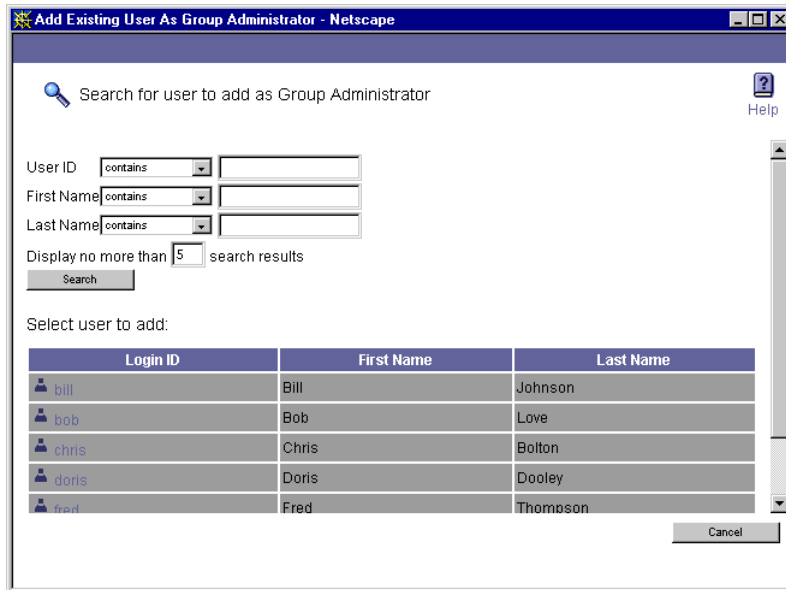 Add Existing User As Group Administrator - Netscape
Search for user to add as Group Administrator
Help
User ID contains
First Name contains
Last Name contains
Display no more than 5 search results
Search
Select user to add:
Login ID First Name Last Name
bill Bill Johnson
bob Bob Love
chris Chris Bolton
doris Doris Dooley
fred Fred Thompson
Cancel